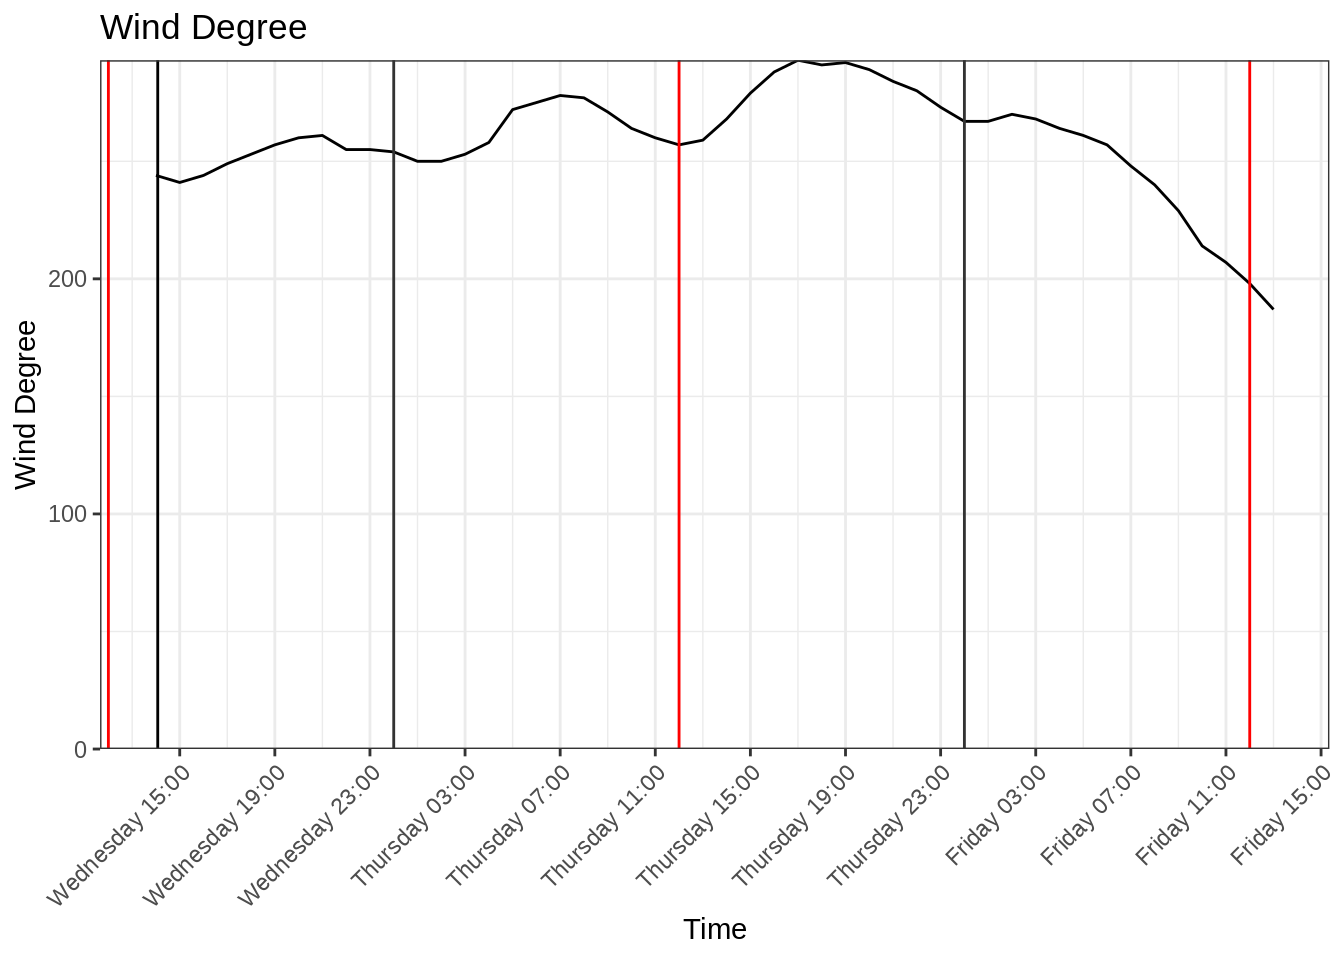 Wind Degree
Wind Degree
200
100
0
Wednesday 15:00
Wednesday 19:00
Wednesday 23:00
Thursday 03:00
Thursday 07:00
Thursday 11:00
Thursday 15:00
Thursday 19:00
Thursday 23:00
Friday 03:00
Friday 07:00
Friday 11:00
Friday 15:00
Time